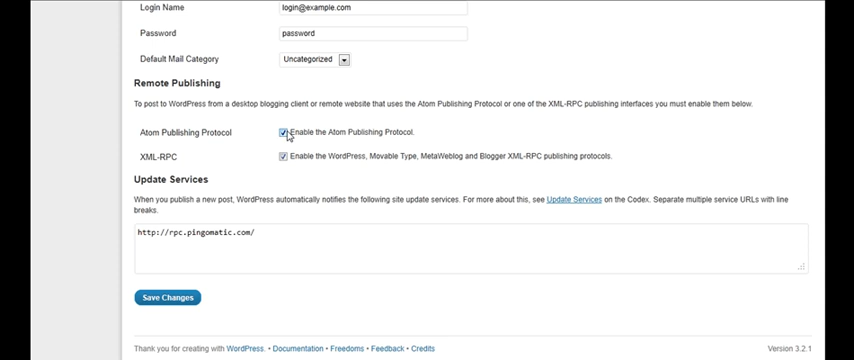 Login Name login@example.com
Password password
Default Mail Category Uncategorized
Remote Publishing
To post to WordPress from a desktop blogging client or remote website that uses the Atom Publishing Protocol or one of the XML-RPC publishing interfaces you must enable them below.
Atom Publishing Protocol Enable the Atom Publishing Protocol.
XML-RPC Enable the WordPress, Movable Type, MetaWeblog and Blogger XML-RPC publishing protocols.
Update Services
When you publish a new post, WordPress automatically notifies the following site update services. For more about this, see Update Services on the Codex. Separate multiple service URLs with line
breaks.
http://rpc.pingomatic.com/
Save Changes
Thank you for creating with WordPress. • Documentation • Freedoms • Feedback • Credits Version 3.2.1